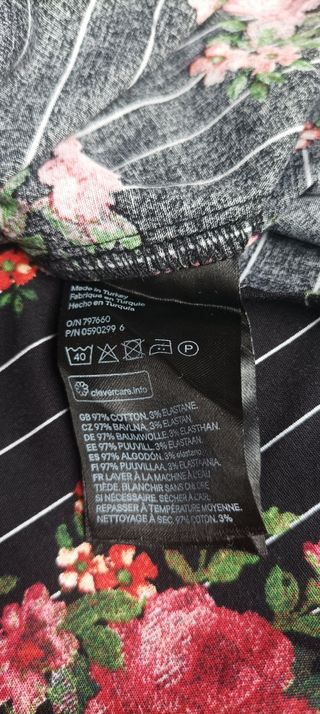 Made in Turkey
Fabriqué en Turquie
Hecho en Turquía
O/N 797660
P/N 0590299 6
40 P
clevercare.info
GB 97% COTTON, 3% ELASTANE.
CZ 97% BAVLNA, 3% ELASTAN.
DE 97% BAUMWOLLE, 3% ELASTHAN.
EE 97% PUUVILL, 3% ELASTAAN.
ES 97% ALGODÓN, 3% elastano
FI 97% PUUVILLAA, 3% ELASTAANIA.
FR LAVER À LA MACHINE À L'EAU
TIÈDE. BLANCHIR SANS CHLORE
SI NÉCESSAIRE. SÉCHER À L'AIR.
REPASSER À TEMPÉRATURE MOYENNE.
NETTOYAGE À SEC. 97% COTON, 3%